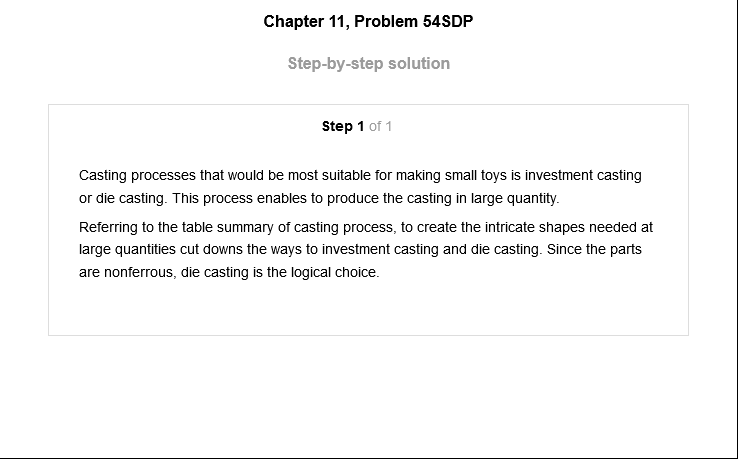 Chapter 11, Problem 54SDP
Step-by-step solution
Step 1 of 1
Casting processes that would be most suitable for making small toys is investment casting
or die casting. This process enables to produce the casting in large quantity.
Referring to the table summary of casting process, to create the intricate shapes needed at
large quantities cut downs the ways to investment casting and die casting. Since the parts
are nonferrous, die casting is the logical choice.